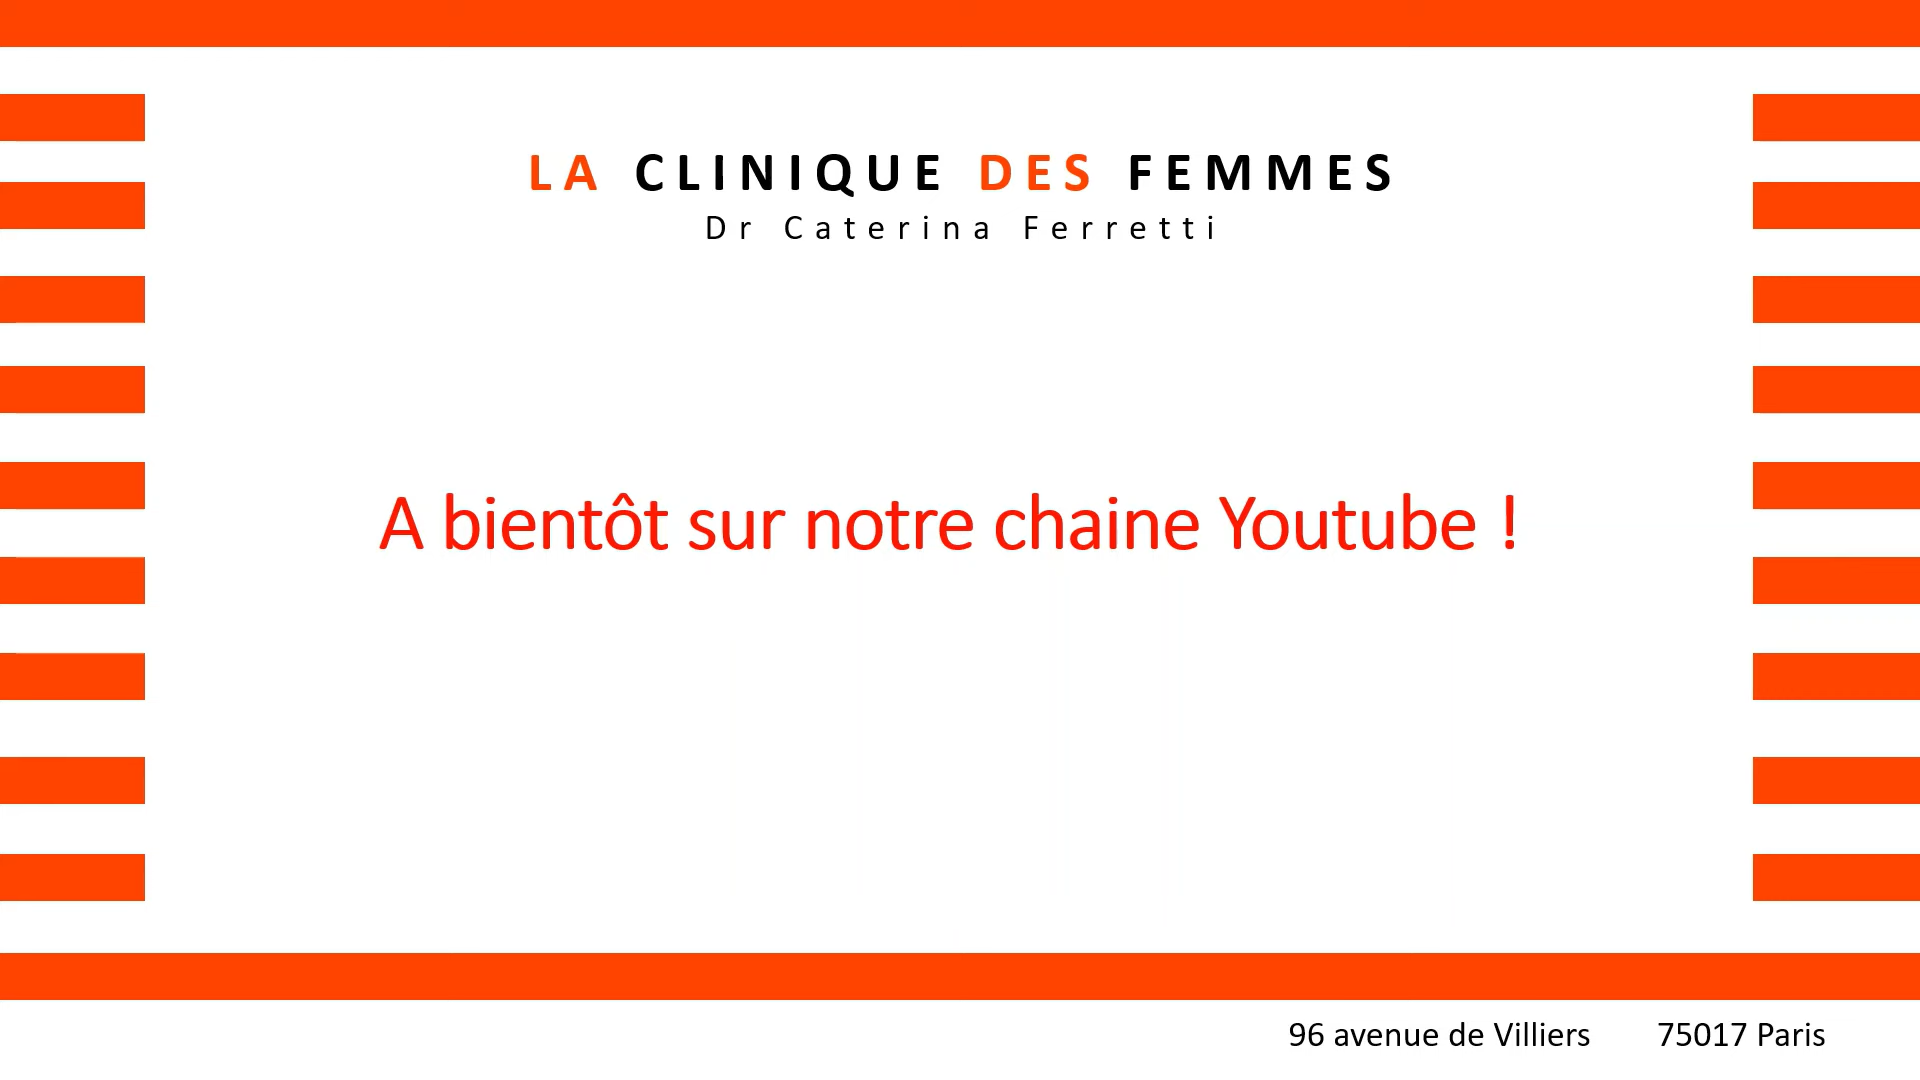 LA CLINIQUE DES FEMMES
Dr Caterina Ferretti
A bientôt sur notre chaine Youtube !
96 avenue de Villiers 75017 Paris